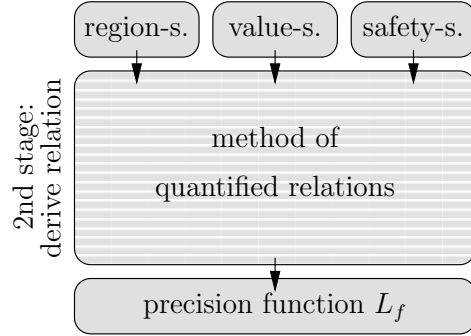 region-s. value-s. safety-s.
2nd stage:
derive relation
method of
quantified relations
precision function L_f